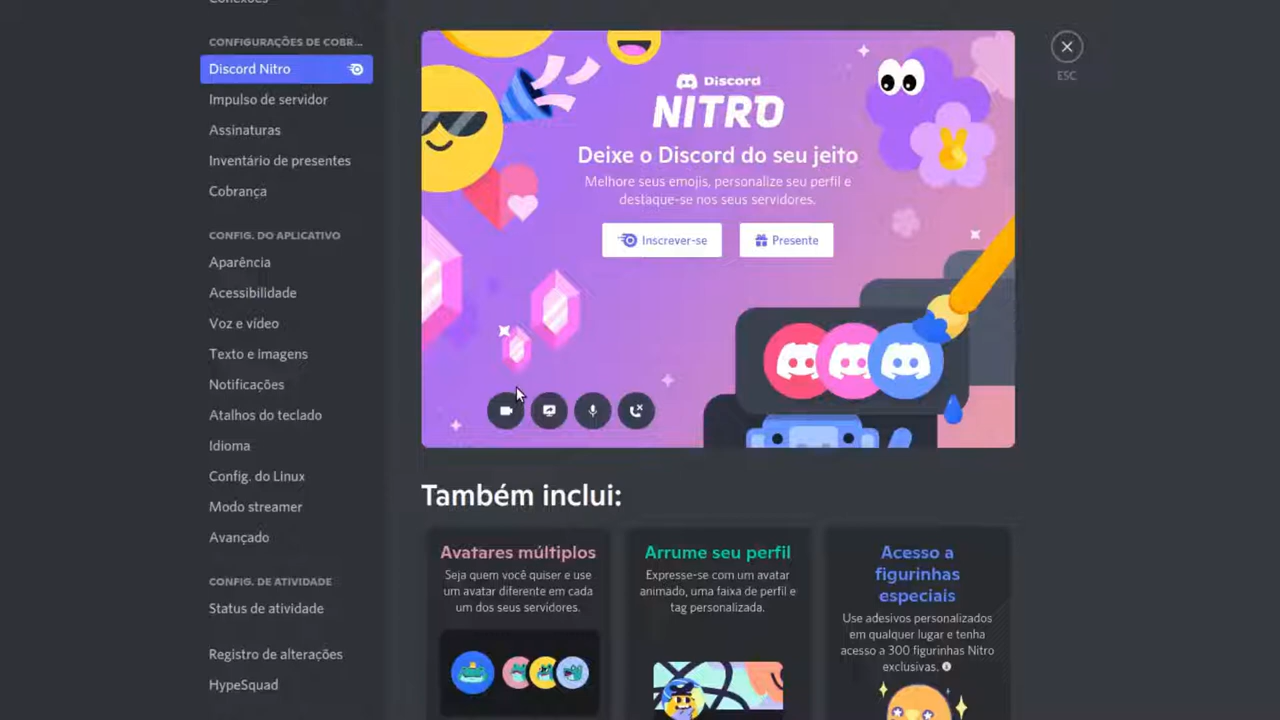 Conexões
CONFIGURAÇÕES DE COBR...
Discord Nitro
Impulso de servidor
Assinaturas
Inventário de presentes
Cobrança
CONFIG. DO APLICATIVO
Aparência
Acessibilidade
Voz e vídeo
Texto e imagens
Notificações
Atalhos do teclado
Idioma
Config. do Linux
Modo streamer
Avançado
CONFIG. DE ATIVIDADE
Status de atividade
Registro de alterações
HypeSquad
Discord
NITRO
Deixe o Discord do seu jeito
Melhore seus emojis, personalize seu perfil e
destaque-se nos seus servidores.
Inscrever-se
Presente
ESC
Também inclui:
Avatares múltiplos
Seja quem você quiser e use
um avatar diferente em cada
um dos seus servidores.
Arrume seu perfil
Expresse-se com um avatar
animado, uma faixa de perfil e
tag personalizada.
Acesso a
figurinhas
especiais
Use adesivos personalizados
em qualquer lugar e tenha
acesso a 300 figurinhas Nitro
exclusivas.